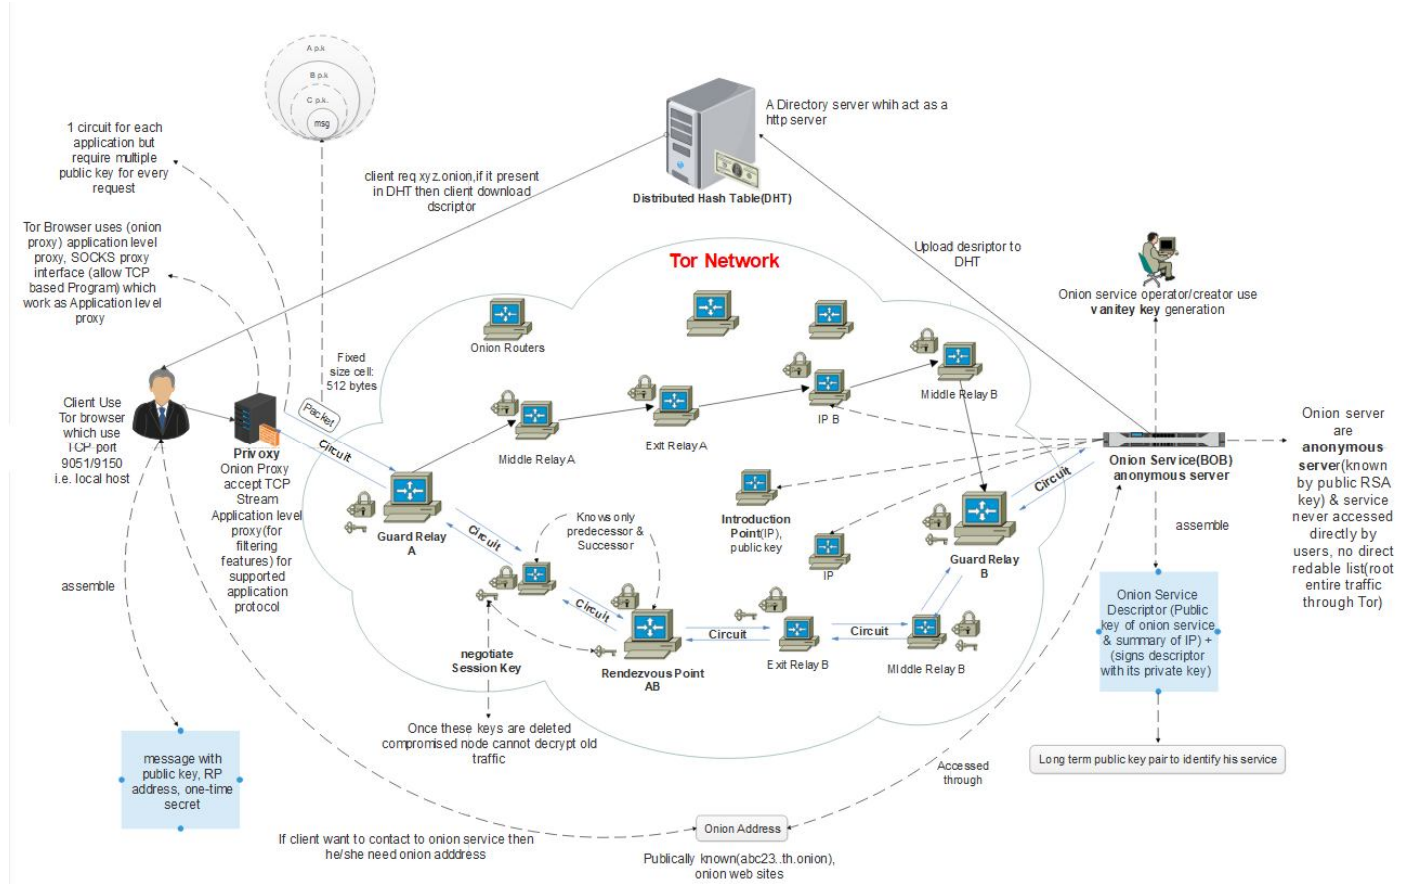 A p.k
B p.k
C p.k.
msg
1 circuit for each
application but
require multiple
public key for every
request
A Directory server whih act as a
http server
client req xyz.onion,if it present
in DHT then client download
dscriptor
Distributed Hash Table(DHT)
Tor Browser uses (onion
proxy) application level
proxy, SOCKS proxy
interface (allow TCP
based Program) which
work as Application level
proxy
Upload desriptor to
DHT
Tor Network
Onion service operator/creator use
vanitey key generation
Onion Routers
Fixed
size cell:
512 bytes
Packet
Client Use
Tor browser
which use
TCP port
9051/9150
i.e. local host
Privoxy
Onion Proxy
accept TCP
Stream
Application level
proxy(for
filtering
features) for
supported
application
protocol
Circuit
Middle Relay A
Exit Relay A
IP B
Middle Relay B
Onion Service(BOB)
anonymous server
Onion server
are
anonymous
server(known
by public RSA
key) & service
never accessed
directly by
users, no direct
redable list(root
entire traffic
through Tor)
Circuit
Guard Relay
A
Circuit
Knows only
predecessor &
Successor
Introduction
Point(IP),
public key
IP
Guard Relay
B
assemble
assemble
Circuit
negotiate
Session Key
Rendezvous Point
AB
Circuit
Exit Relay B
Circuit
MIddle Relay B
Onion Service
Descriptor (Public
key of onion service
& summary of IP) +
(signs descriptor
with its private key)
Once these keys are deleted
compromised node cannot decrypt old
traffic
message with
public key, RP
address, one-time
secret
Accessed
through
Long term public key pair to identify his service
If client want to contact to onion service then
he/she need onion adddress
Onion Address
Publically known(abc23..th.onion),
onion web sites